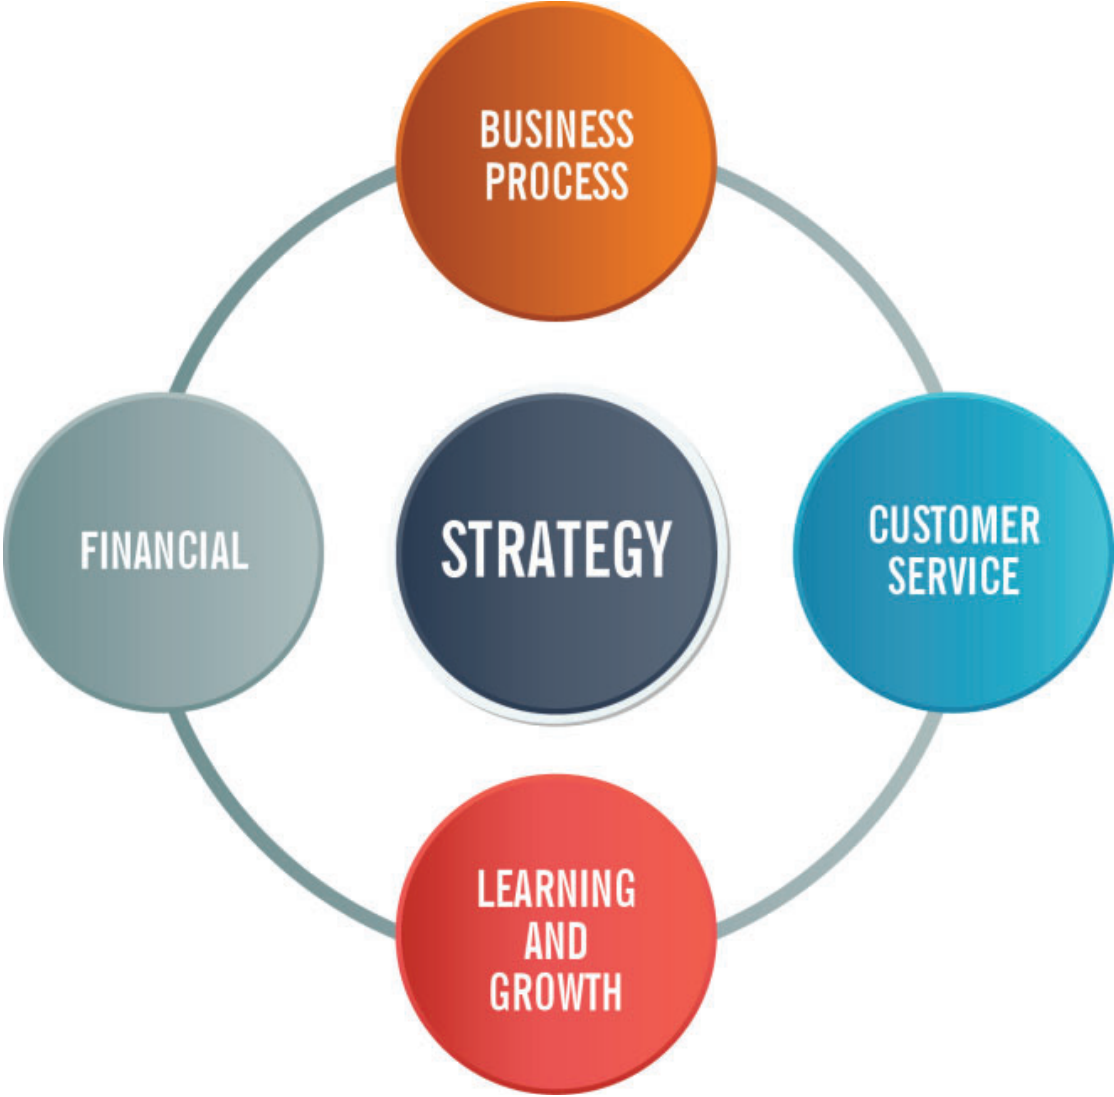 BUSINESS
PROCESS
FINANCIAL
STRATEGY
CUSTOMER
SERVICE
LEARNING
AND
GROWTH